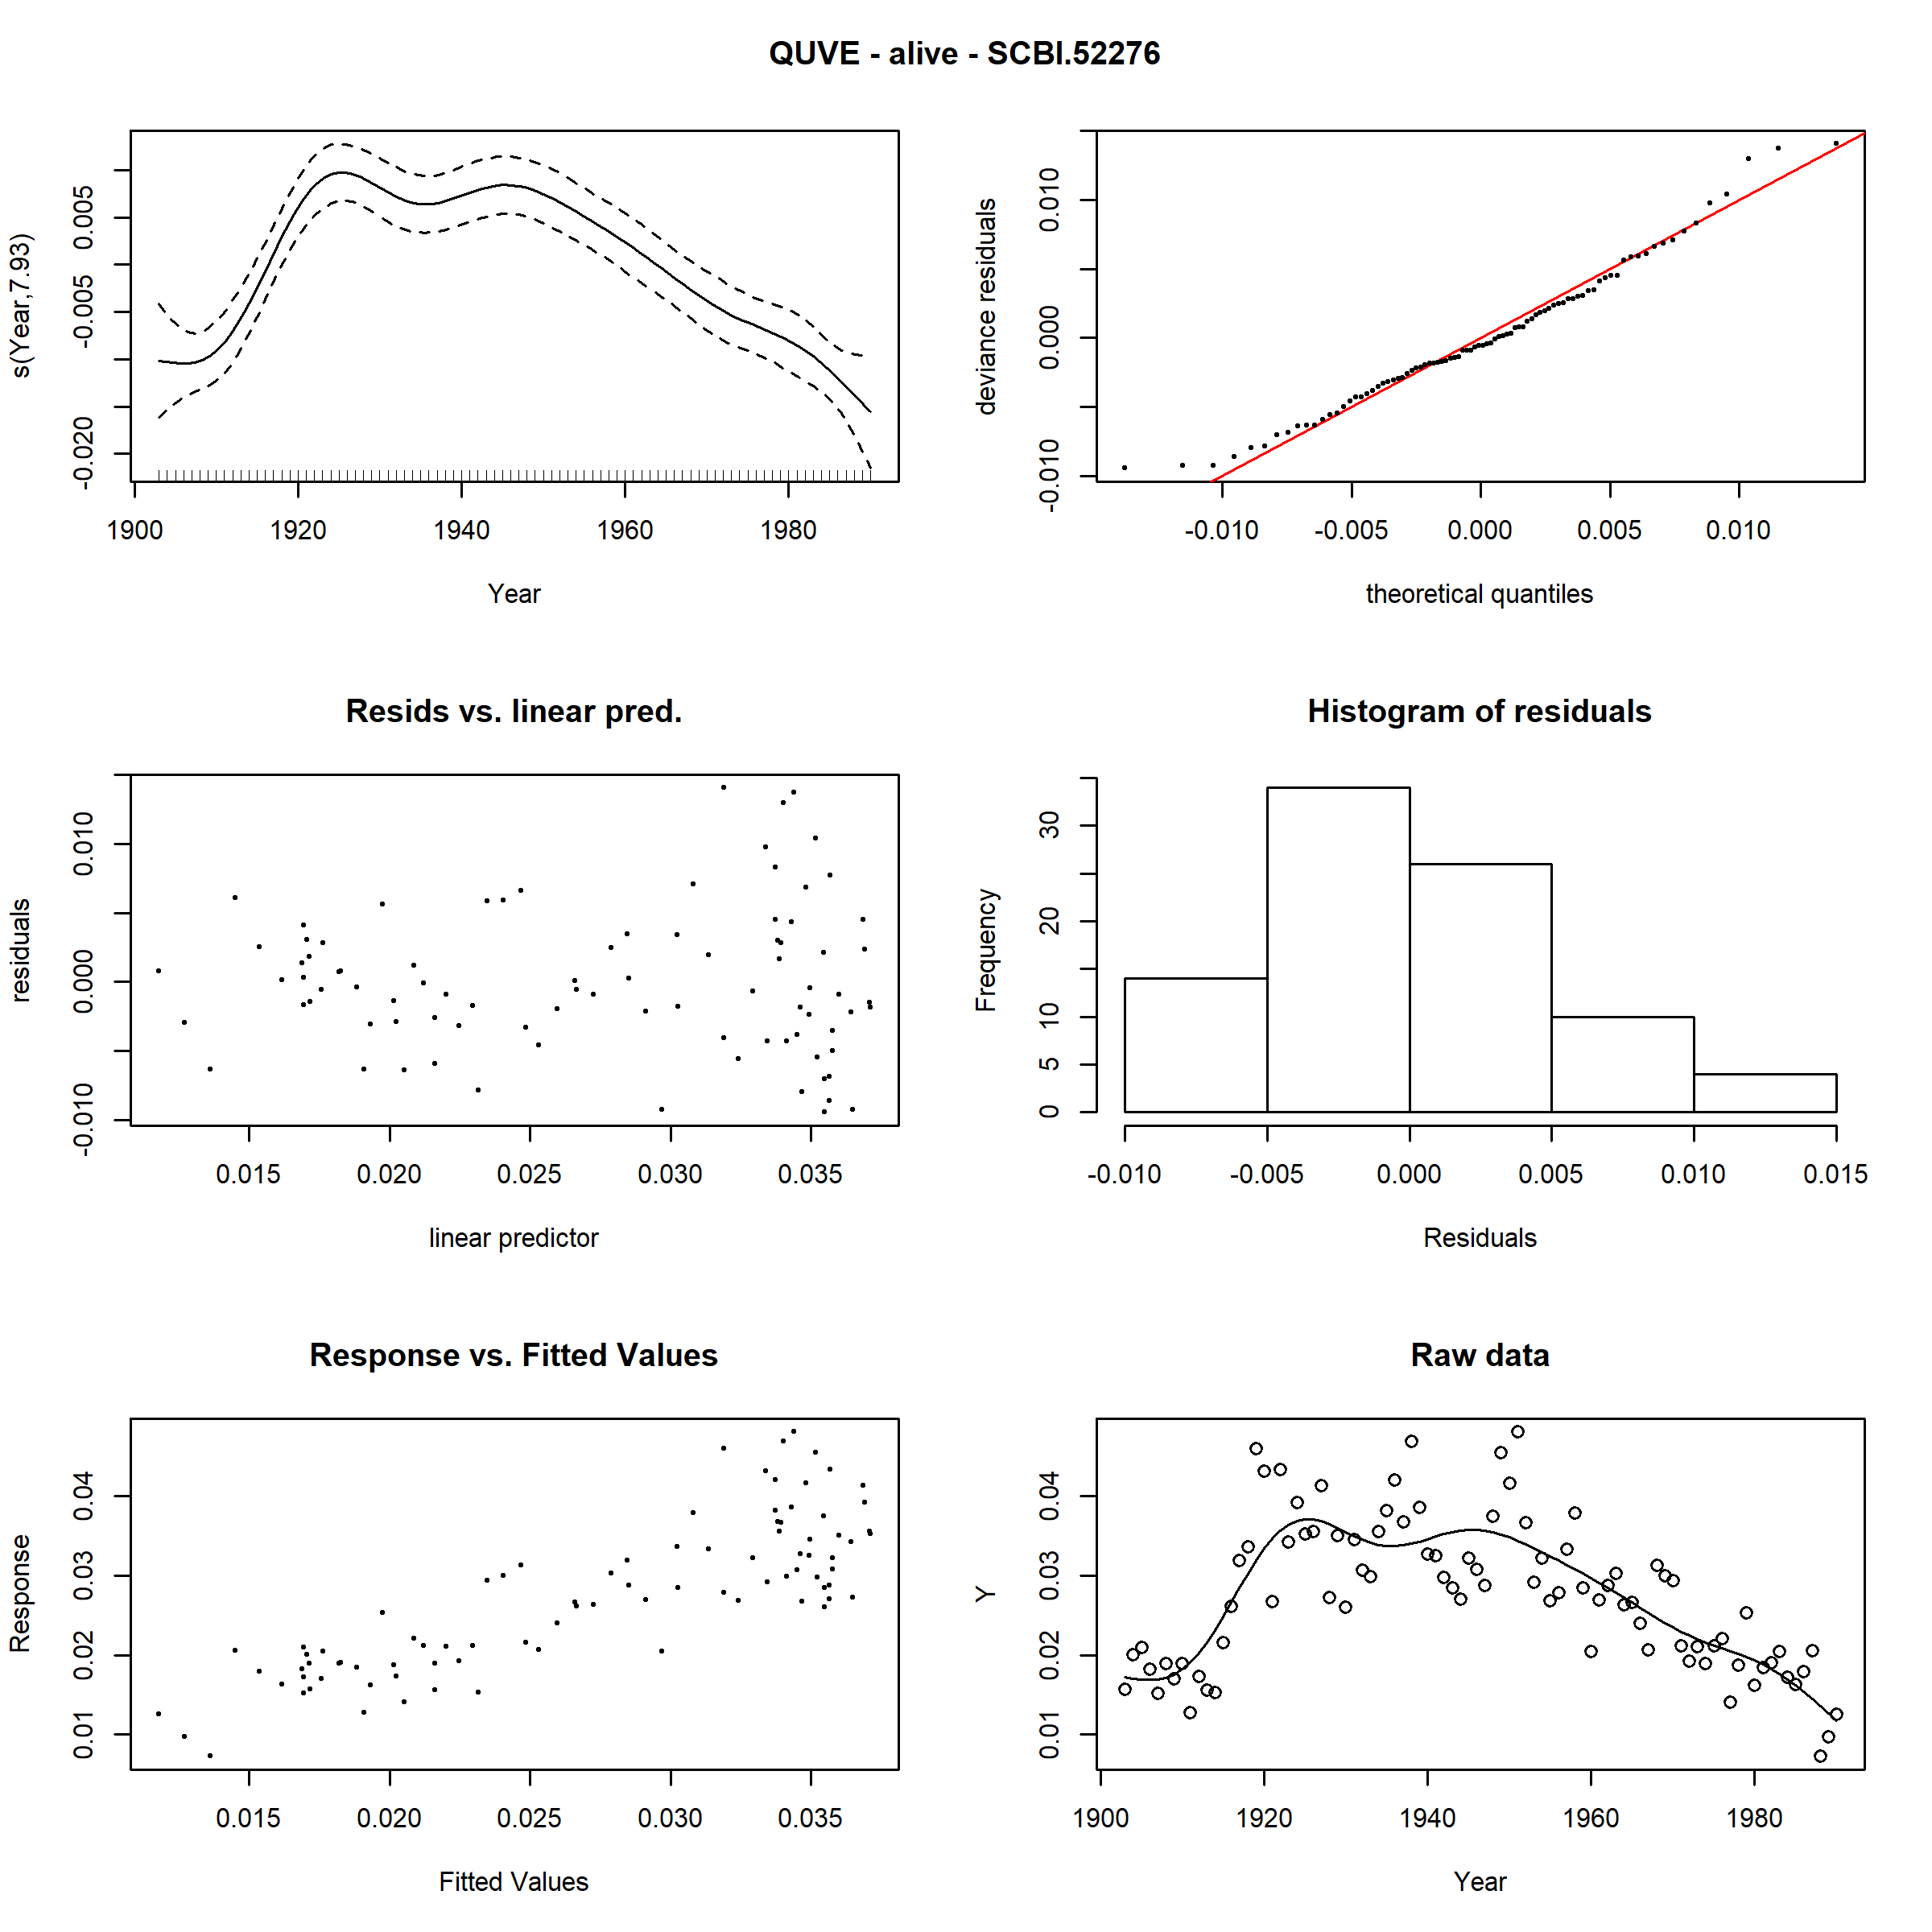 QUVE - alive - SCBI.52276
s(Year,7.93)
-0.020 -0.005 0.005
1900 1920 1940 1960 1980
Year
deviance residuals
-0.010 0.000 0.010
-0.010 -0.005 0.000 0.005 0.010
theoretical quantiles
Resids vs. linear pred.
residuals
-0.010 0.000 0.010
0.015 0.020 0.025 0.030 0.035
linear predictor
Histogram of residuals
Frequency
0 5 10 20 30
-0.010 -0.005 0.000 0.005 0.010 0.015
Residuals
Response vs. Fitted Values
Response
0.01 0.02 0.03 0.04
0.015 0.020 0.025 0.030 0.035
Fitted Values
Raw data
Y
0.01 0.02 0.03 0.04
1900 1920 1940 1960 1980
Year